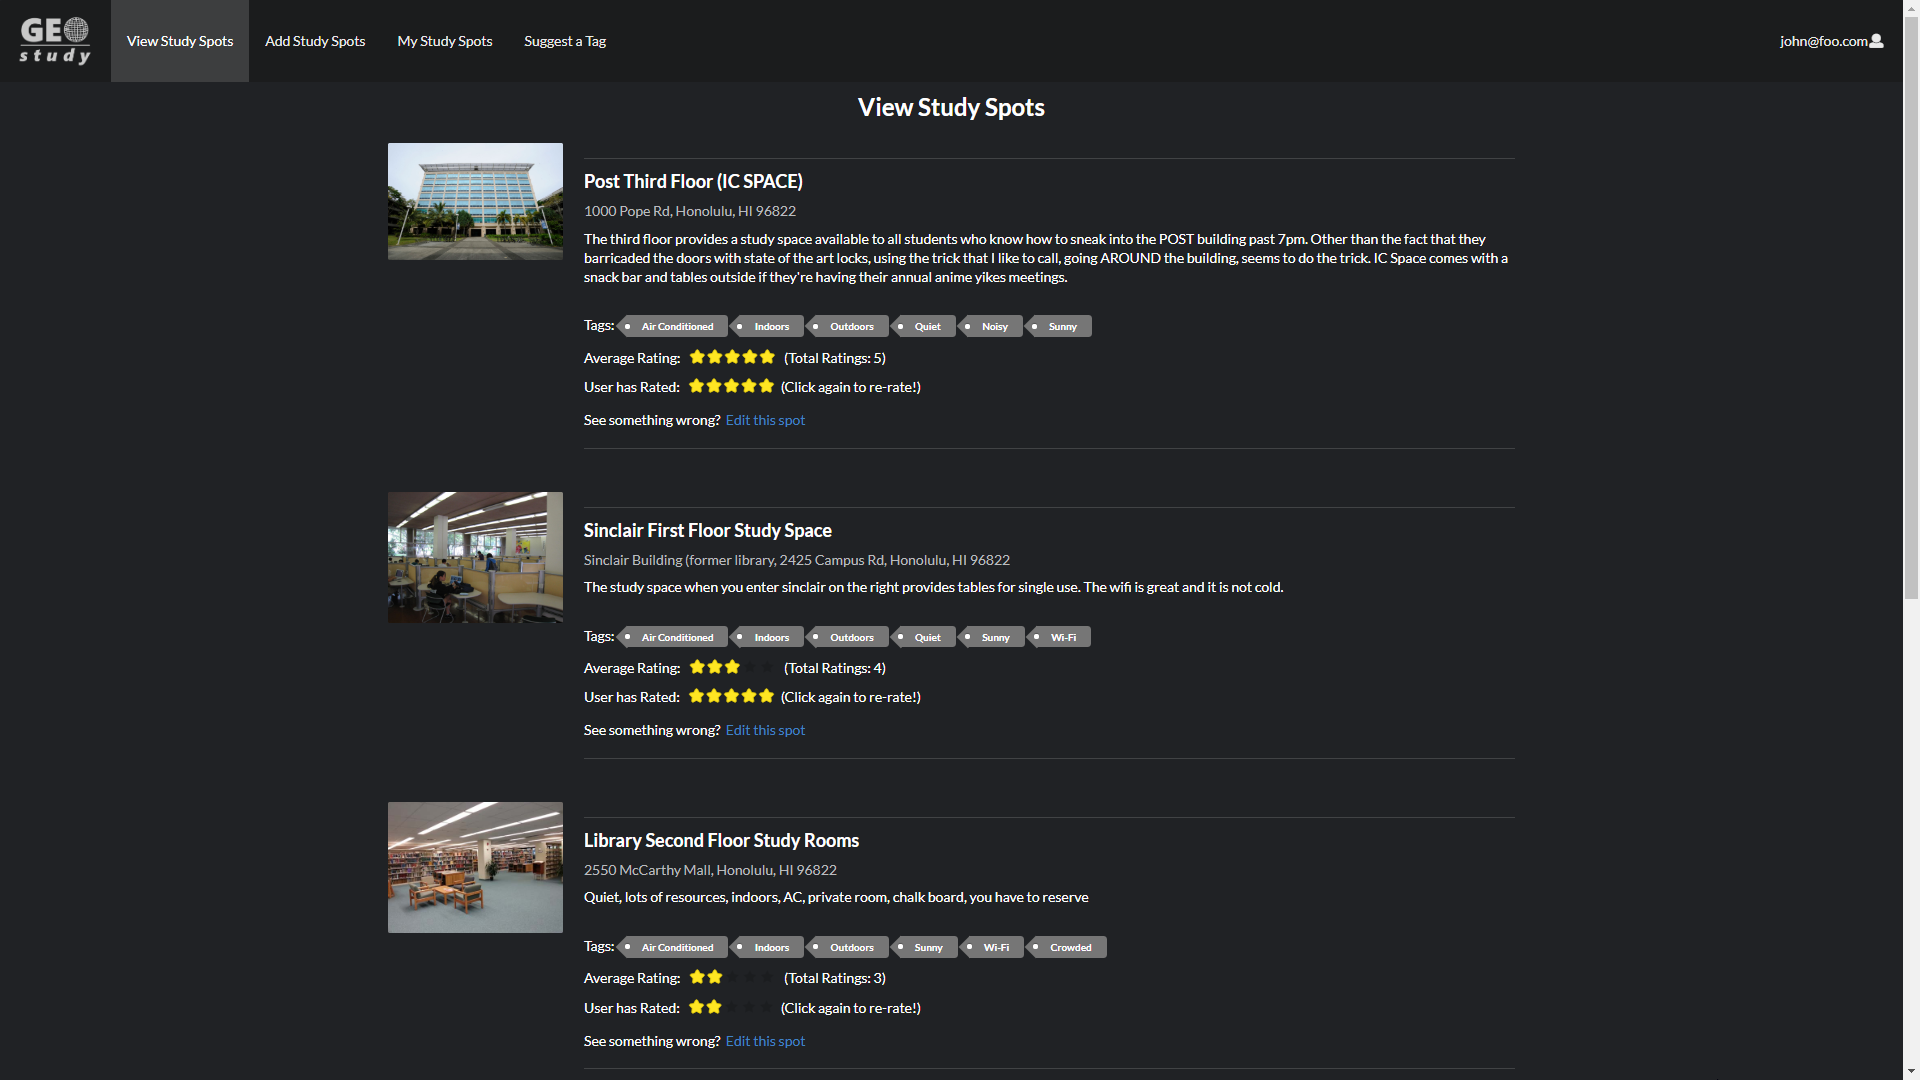 GEO
study
View Study Spots
Add Study Spots
My Study Spots
Suggest a Tag
john@foo.com
View Study Spots
Post Third Floor (IC SPACE)
1000 Pope Rd, Honolulu, HI 96822
The third floor provides a study space available to all students who know how to sneak into the POST building past 7pm. Other than the fact that they
barricaded the doors with state of the art locks, using the trick that I like to call, going AROUND the building, seems to do the trick. IC Space comes with a
snack bar and tables outside if they're having their annual anime yikes meetings.
Tags: Air Conditioned Indoors Outdoors Quiet Noisy Sunny
Average Rating: (Total Ratings: 5)
User has Rated: (Click again to re-rate!)
See something wrong? Edit this spot
Sinclair First Floor Study Space
Sinclair Building (former library, 2425 Campus Rd, Honolulu, HI 96822
The study space when you enter sinclair on the right provides tables for single use. The wifi is great and it is not cold.
Tags: Air Conditioned Indoors Outdoors Quiet Sunny Wi-Fi
Average Rating: (Total Ratings: 4)
User has Rated: (Click again to re-rate!)
See something wrong? Edit this spot
Library Second Floor Study Rooms
2550 McCarthy Mall, Honolulu, HI 96822
Quiet, lots of resources, indoors, AC, private room, chalk board, you have to reserve
Tags: Air Conditioned Indoors Outdoors Sunny Wi-Fi Crowded
Average Rating: (Total Ratings: 3)
User has Rated: (Click again to re-rate!)
See something wrong? Edit this spot